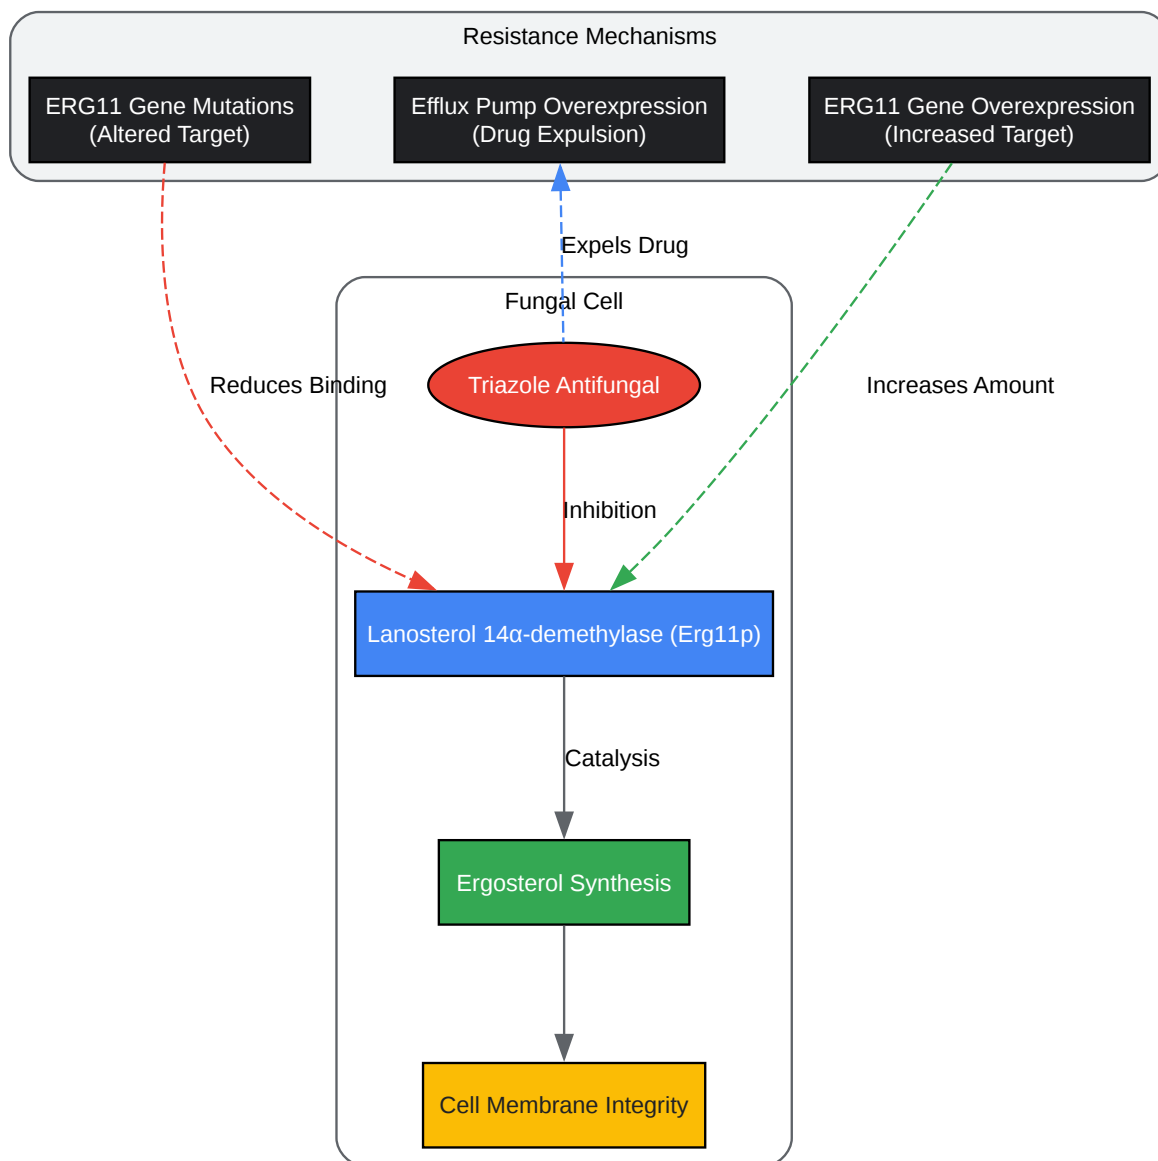 Resistance Mechanisms
ERG11 Gene Mutations
(Altered Target)
Efflux Pump Overexpression
(Drug Expulsion)
ERG11 Gene Overexpression
(Increased Target)
Expels Drug
Fungal Cell
Triazole Antifungal
Reduces Binding
Increases Amount
Inhibition
Lanosterol 14α-demethylase (Erg11p)
Catalysis
Ergosterol Synthesis
Cell Membrane Integrity